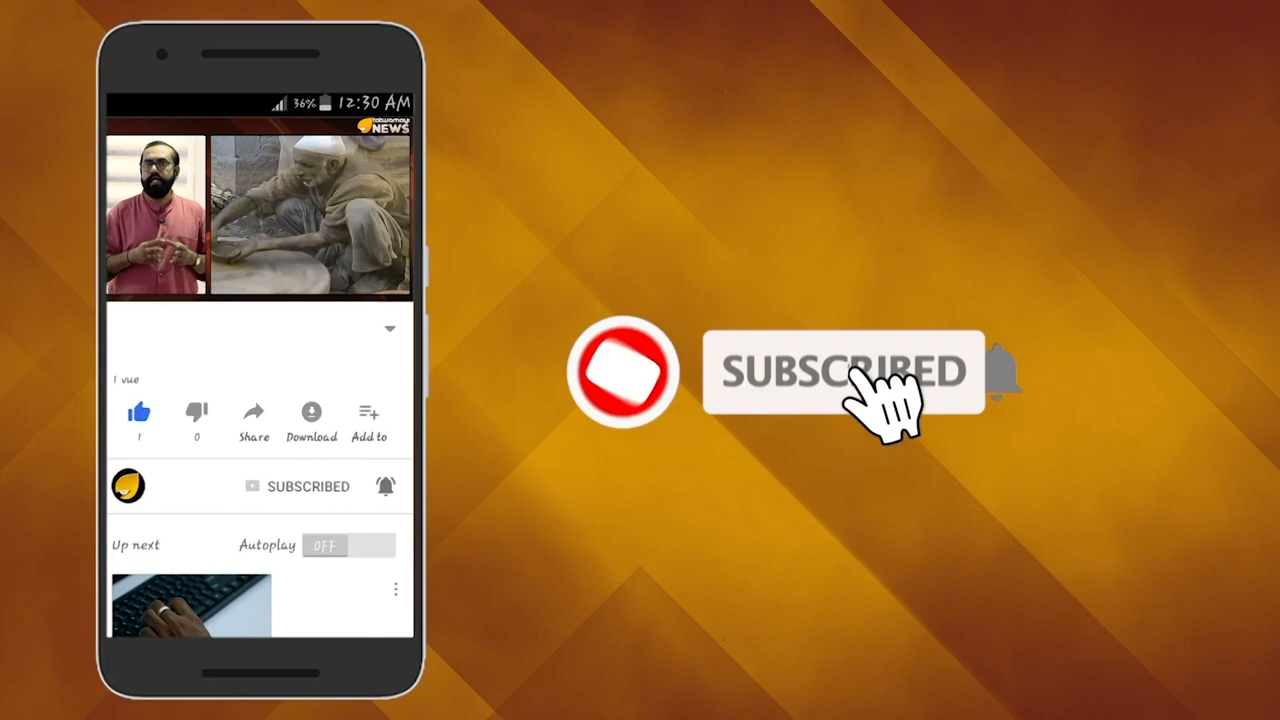 36% 12:30 AM
tatwamayi
NEWS
1 vue
1
0
Share
Download
Add to
SUBSCRIBED
Up next
Autoplay
OFF
SUBSCRIBED